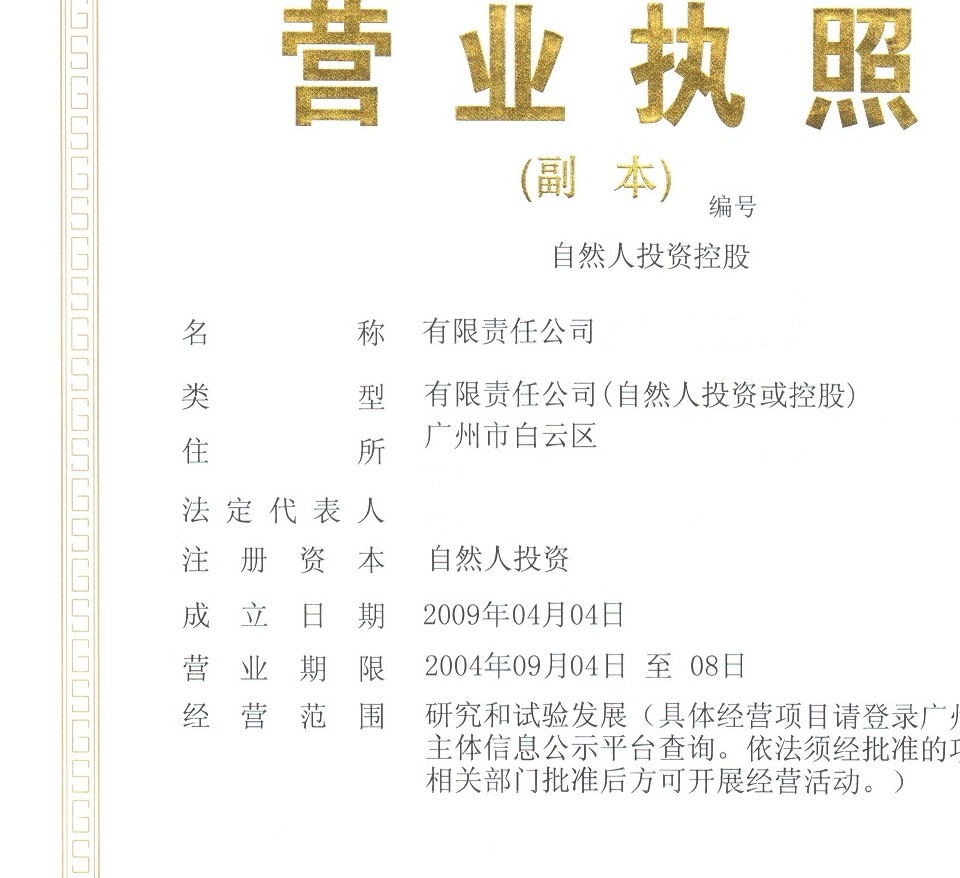 营业执照
(副 本)
编号
自然人投资控股
名 称 有限责任公司
类 型 有限责任公司(自然人投资或控股)
住 所 广州市白云区
法定代表人
注 册 资 本 自然人投资
成 立 日 期 2009年04月04日
营 业 期 限 2004年09月04日 至 08日
经 营 范 围 研究和试验发展（具体经营项目请登录广州
主体信息公示平台查询。依法须经批准的项
相关部门批准后方可开展经营活动。）